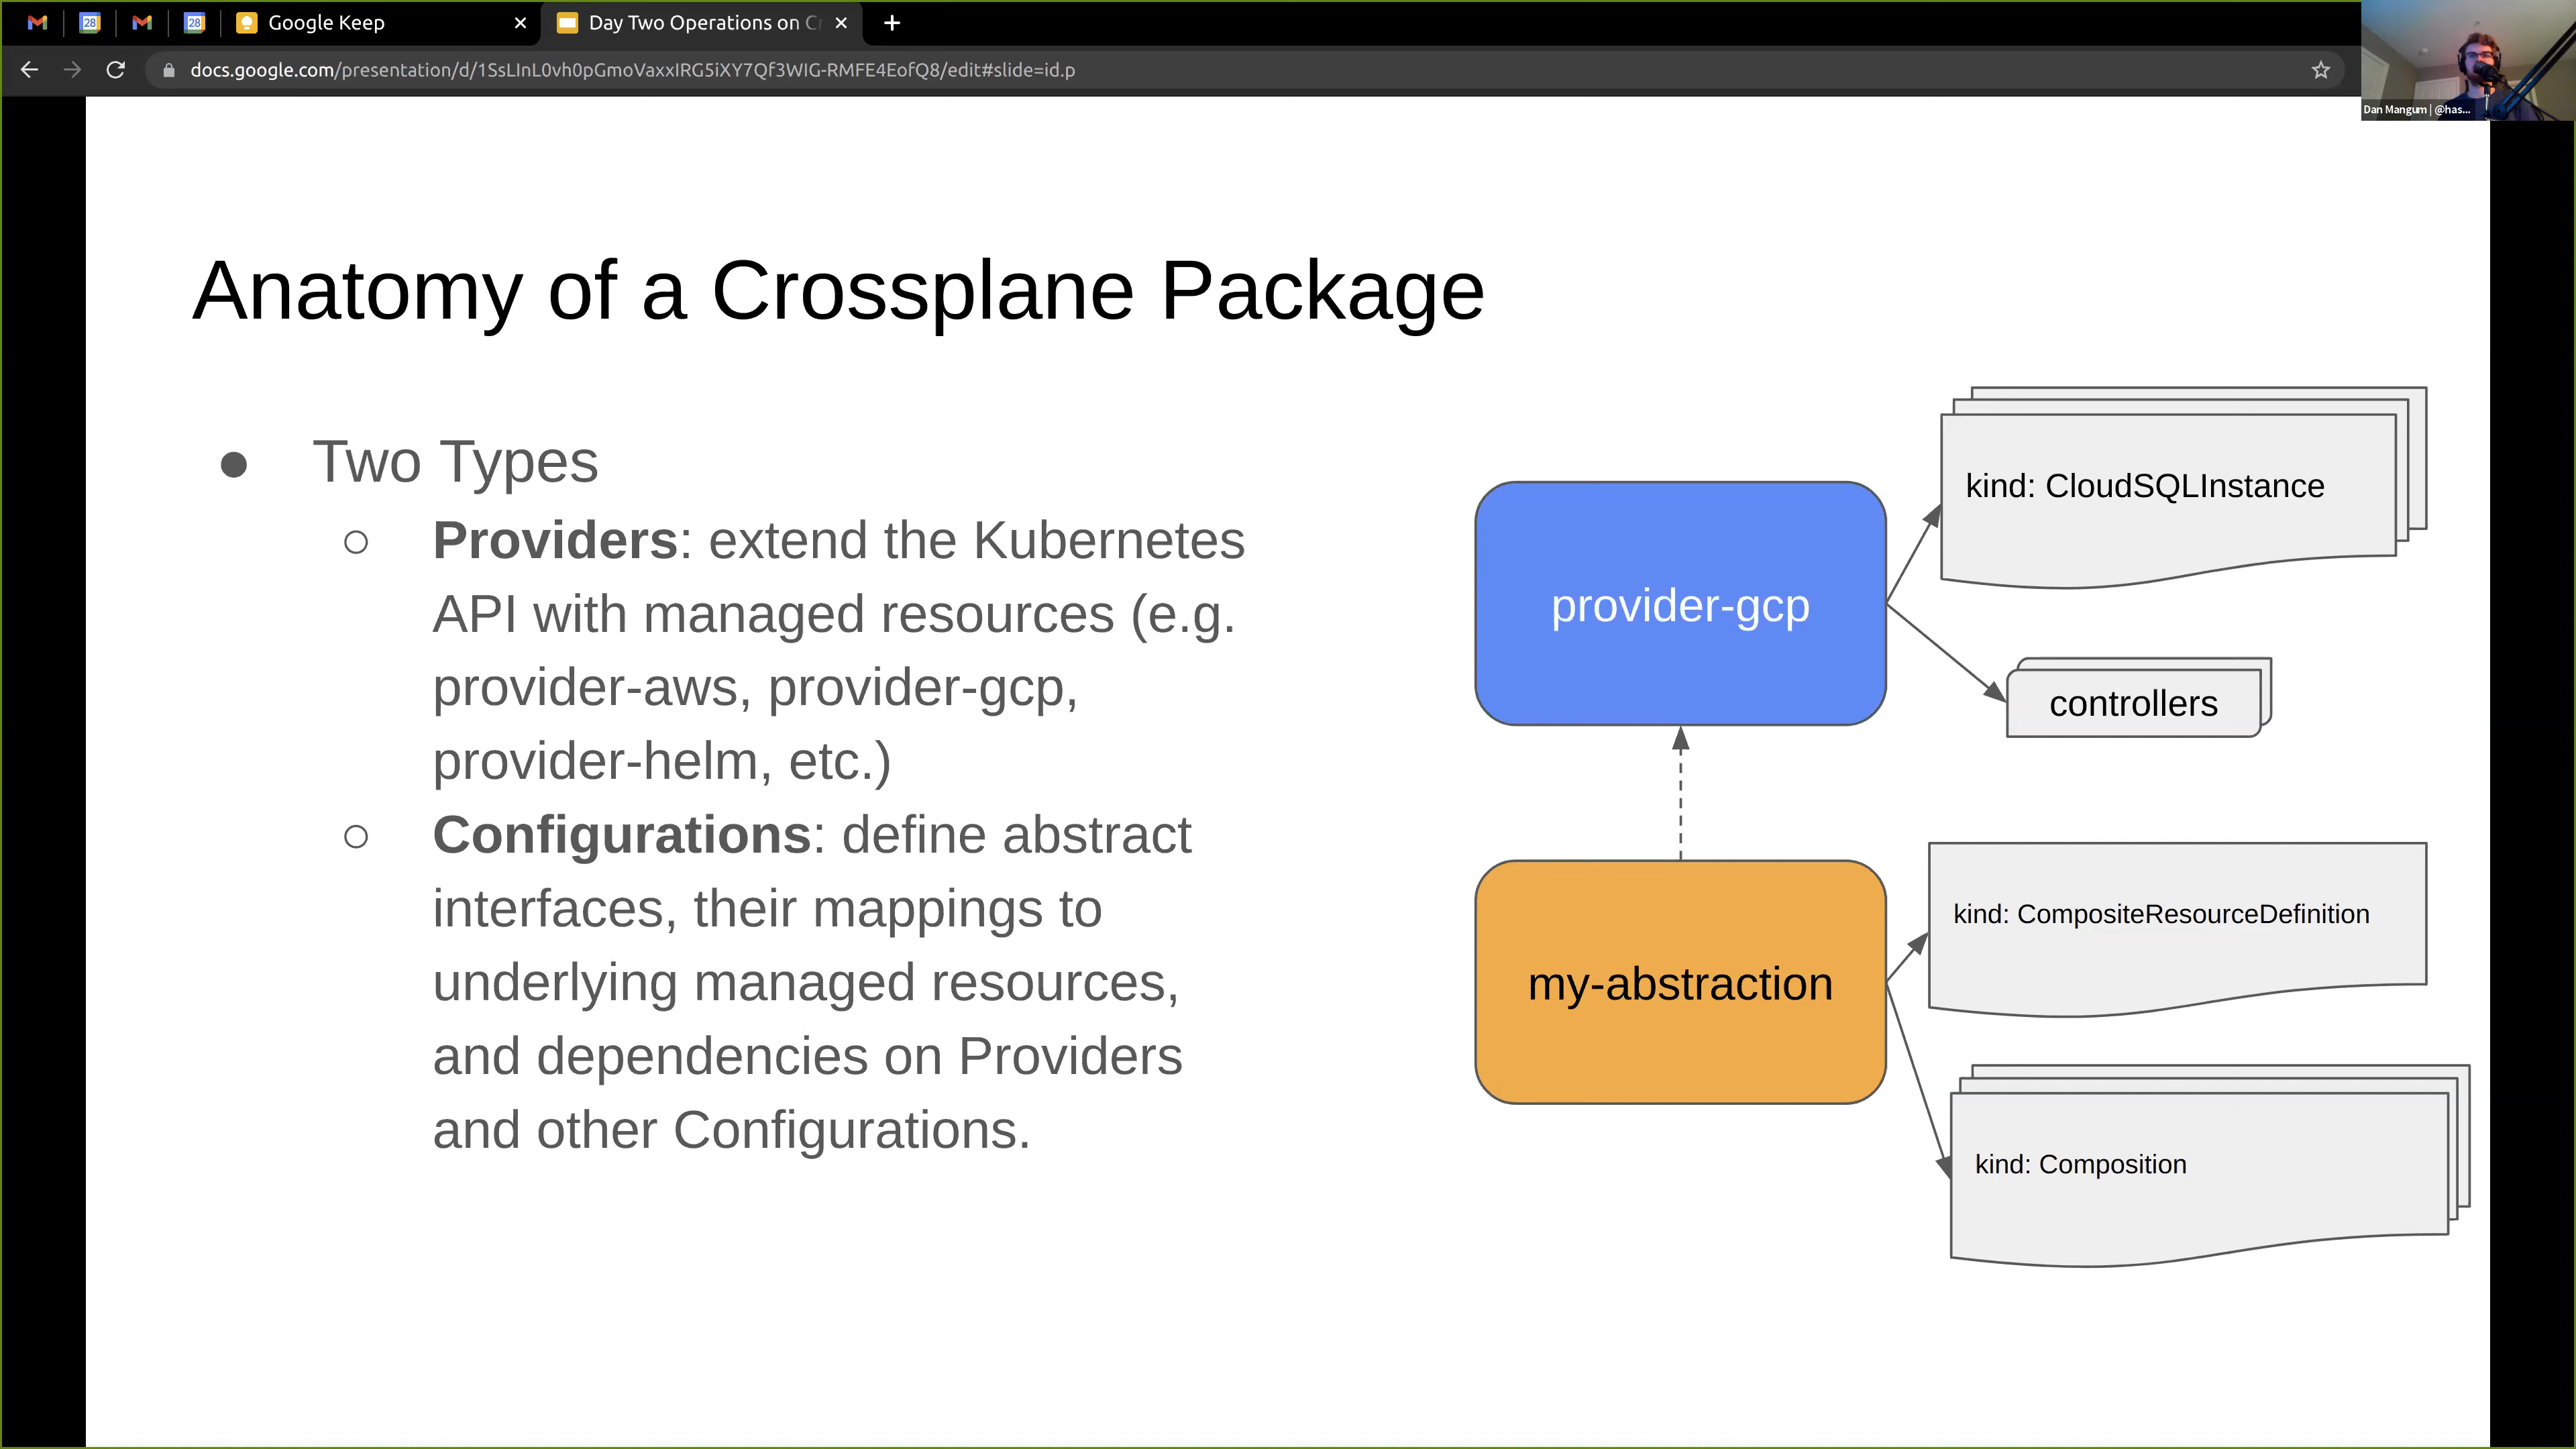 28
28
Google Keep
Day Two Operations on Cr
docs.google.com/presentation/d/1SsLInL0vh0pGmoVaxxIRG5iXY7Qf3WIG-RMFE4EofQ8/edit#slide=id.p
Dan Mangum | @has...
Anatomy of a Crossplane Package
● Two Types
○ Providers: extend the Kubernetes
API with managed resources (e.g.
provider-aws, provider-gcp,
provider-helm, etc.)
○ Configurations: define abstract
interfaces, their mappings to
underlying managed resources,
and dependencies on Providers
and other Configurations.
provider-gcp
kind: CloudSQLInstance
controllers
my-abstraction
kind: CompositeResourceDefinition
kind: Composition